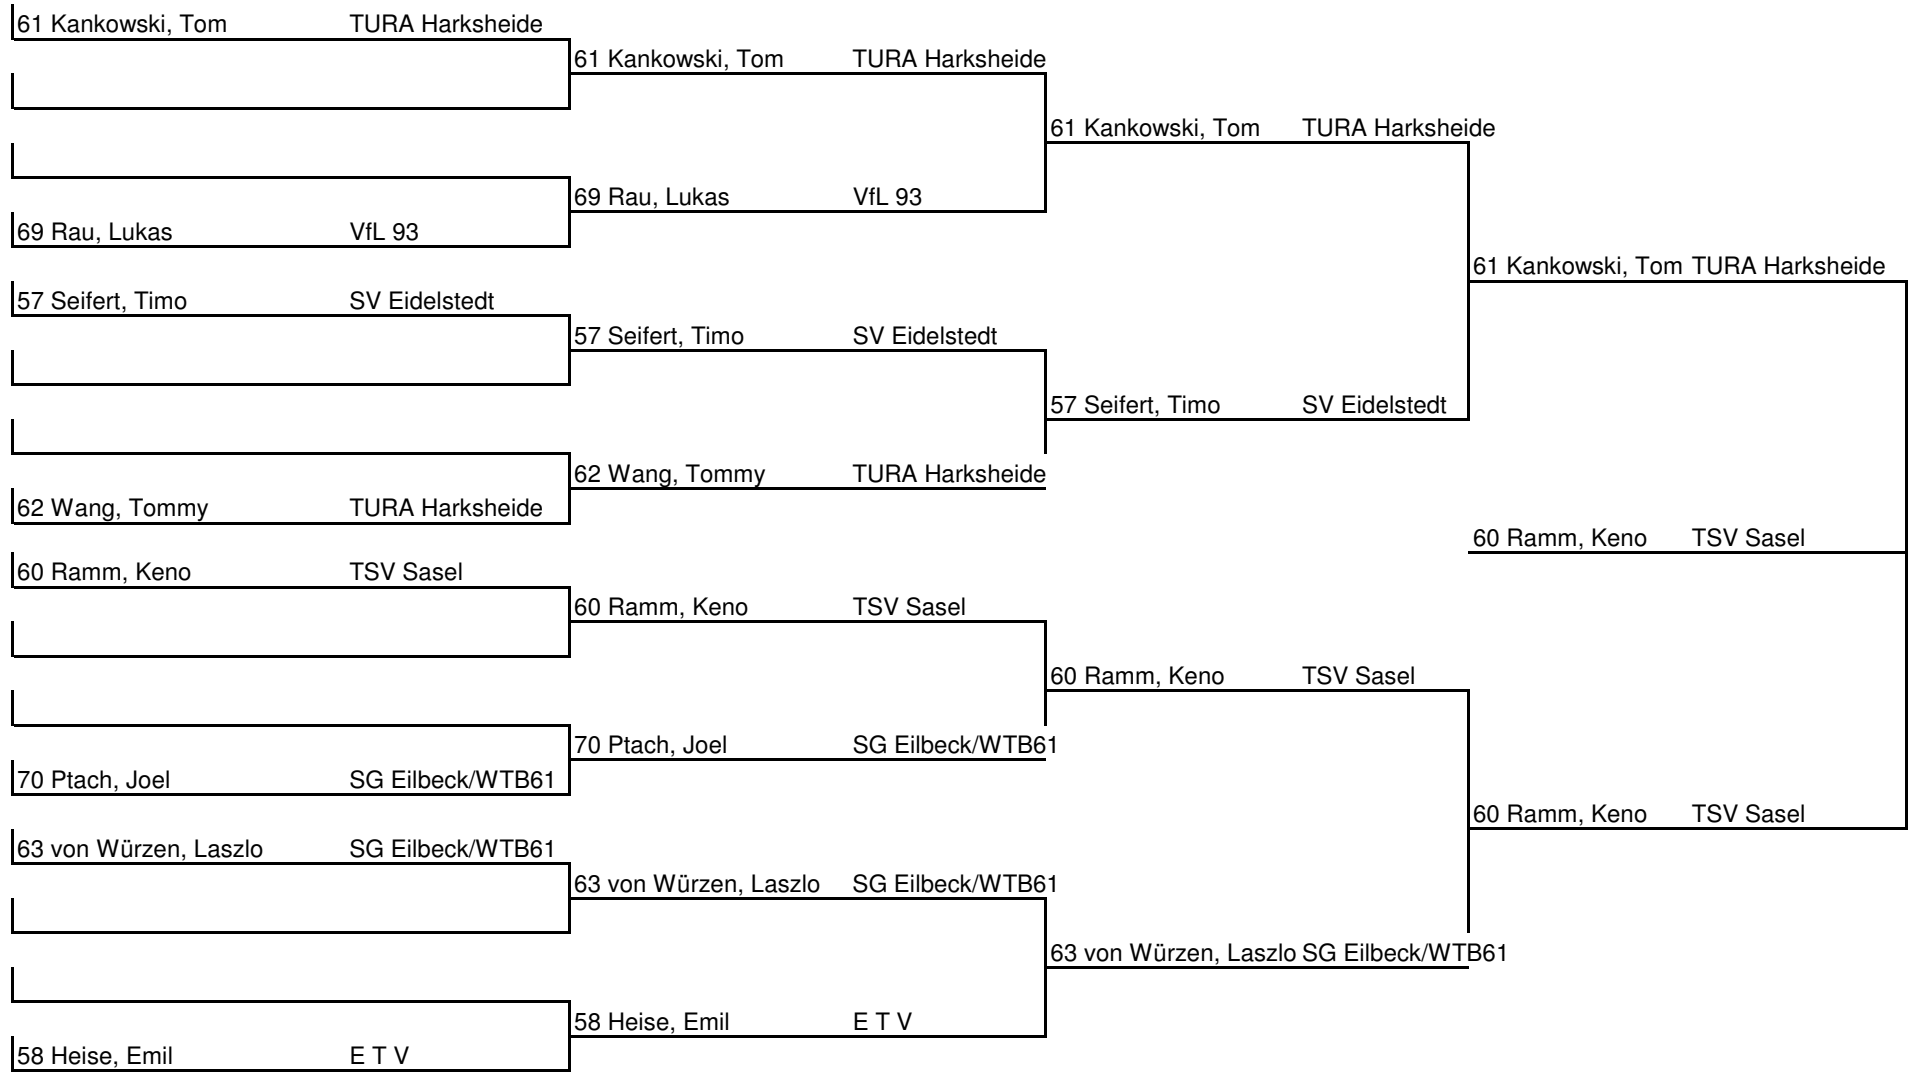 61 Kankowski, Tom TURA Harksheide
61 Kankowski, Tom TURA Harksheide
61 Kankowski, Tom TURA Harksheide
69 Rau, Lukas VfL 93
69 Rau, Lukas VfL 93
61 Kankowski, Tom TURA Harksheide
57 Seifert, Timo SV Eidelstedt
57 Seifert, Timo SV Eidelstedt
57 Seifert, Timo SV Eidelstedt
62 Wang, Tommy TURA Harksheide
62 Wang, Tommy TURA Harksheide
60 Ramm, Keno TSV Sasel
60 Ramm, Keno TSV Sasel
60 Ramm, Keno TSV Sasel
60 Ramm, Keno TSV Sasel
70 Ptach, Joel SG Eilbeck/WTB61
70 Ptach, Joel SG Eilbeck/WTB61
60 Ramm, Keno TSV Sasel
63 von Würzen, Laszlo SG Eilbeck/WTB61
63 von Würzen, Laszlo SG Eilbeck/WTB61
63 von Würzen, Laszlo SG Eilbeck/WTB61
58 Heise, Emil E T V
58 Heise, Emil E T V